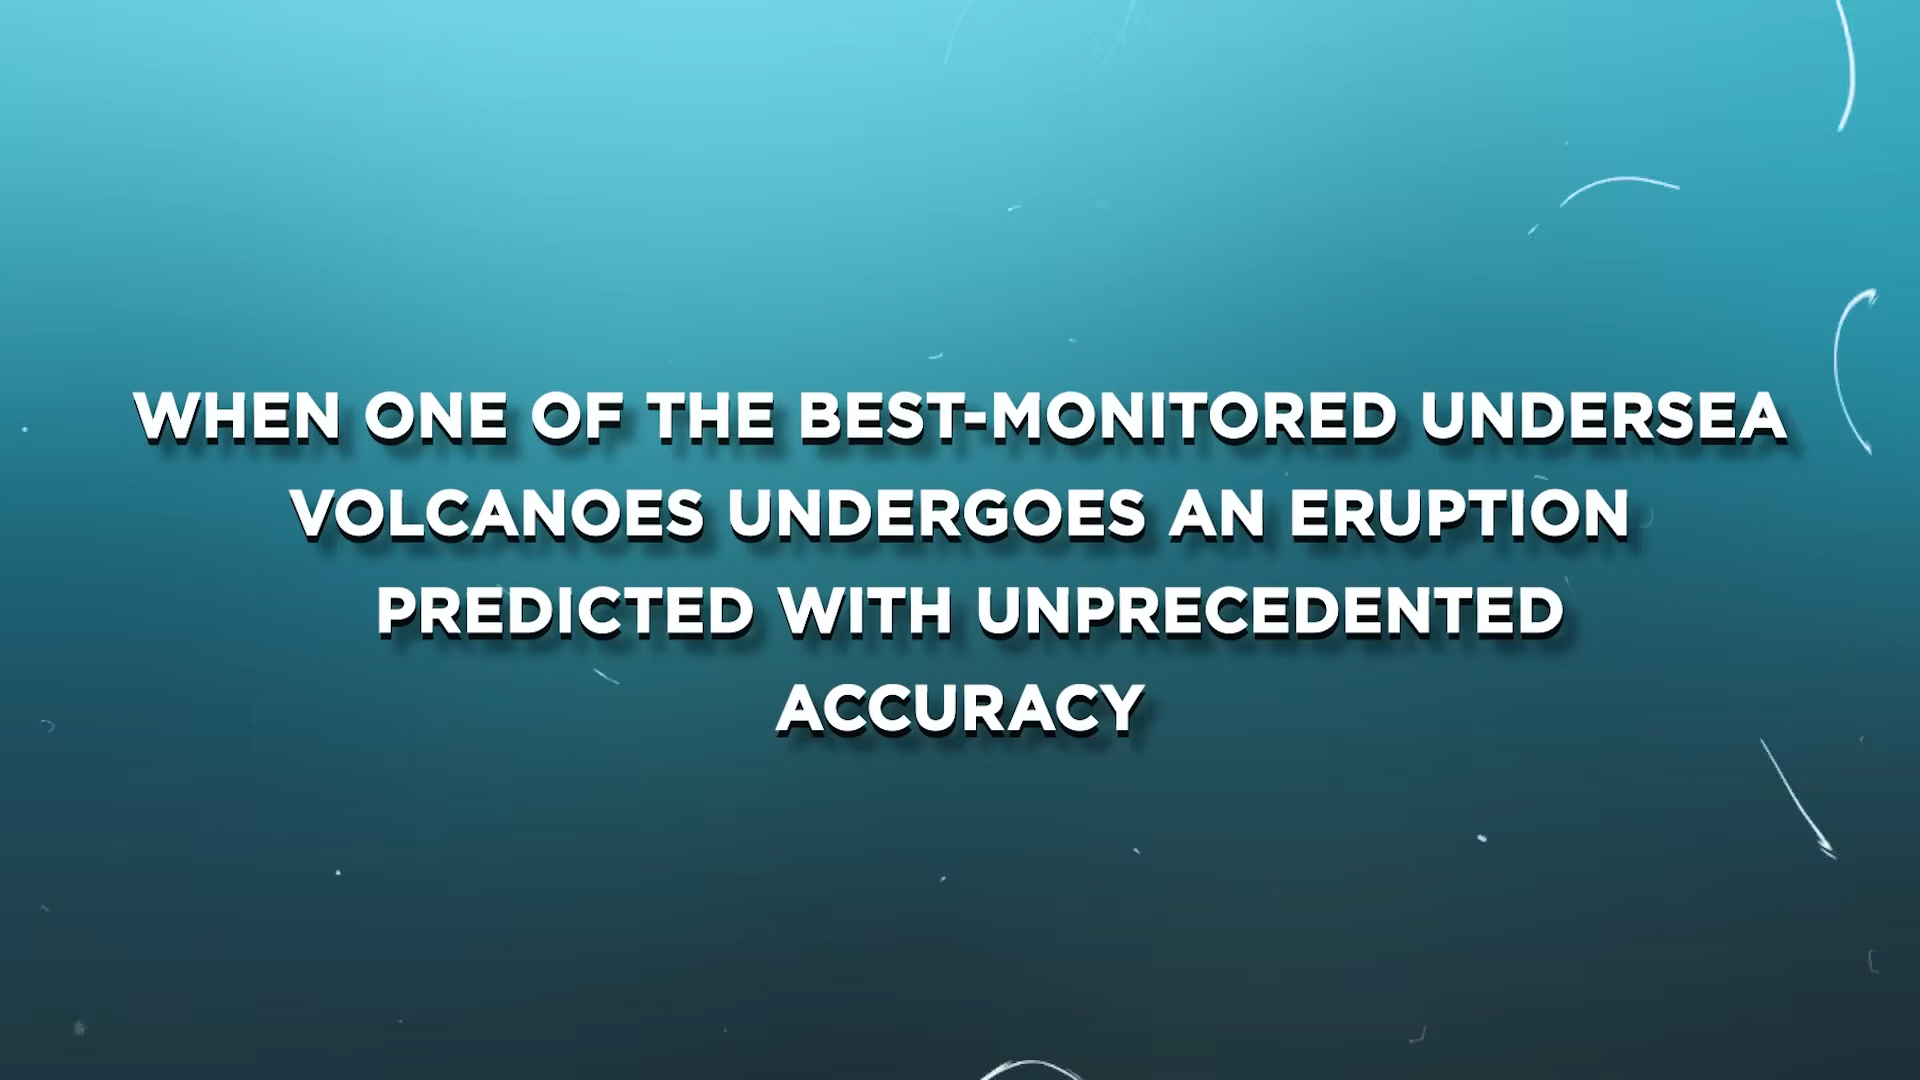 WHEN ONE OF THE BEST-MONITORED UNDERSEA
VOLCANOES UNDERGOES AN ERUPTION
PREDICTED WITH UNPRECEDENTED
ACCURACY